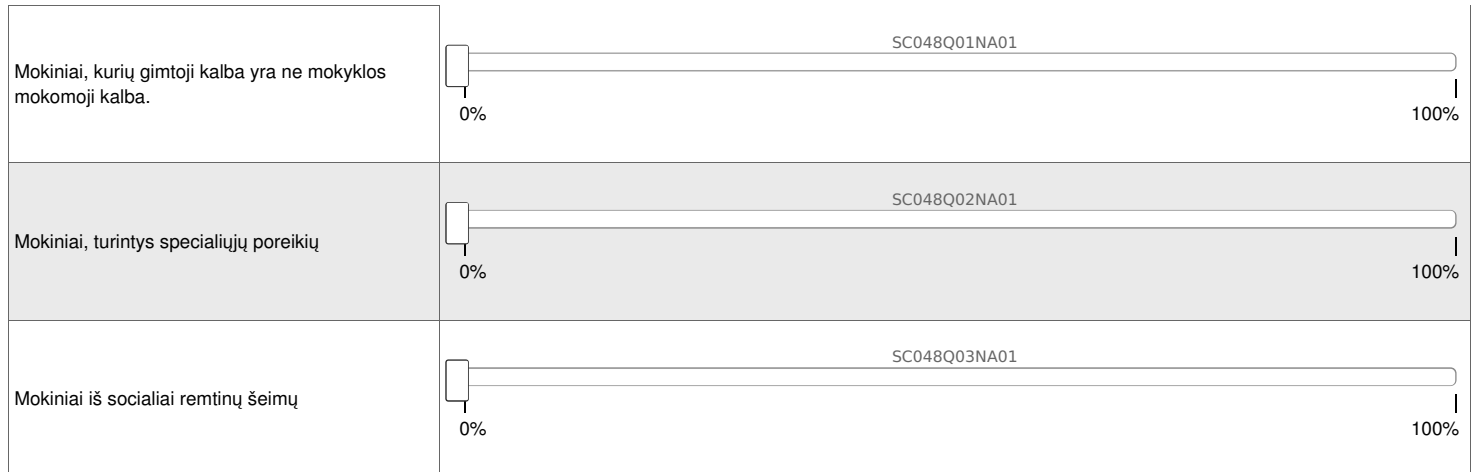 SC048Q01NA01
Mokiniai, kurių gimtoji kalba yra ne mokyklos
mokomoji kalba.
0% 100%
SC048Q02NA01
Mokiniai, turintys specialiųjų poreikių
0% 100%
SC048Q03NA01
Mokiniai iš socialiai remtinų šeimų
0% 100%